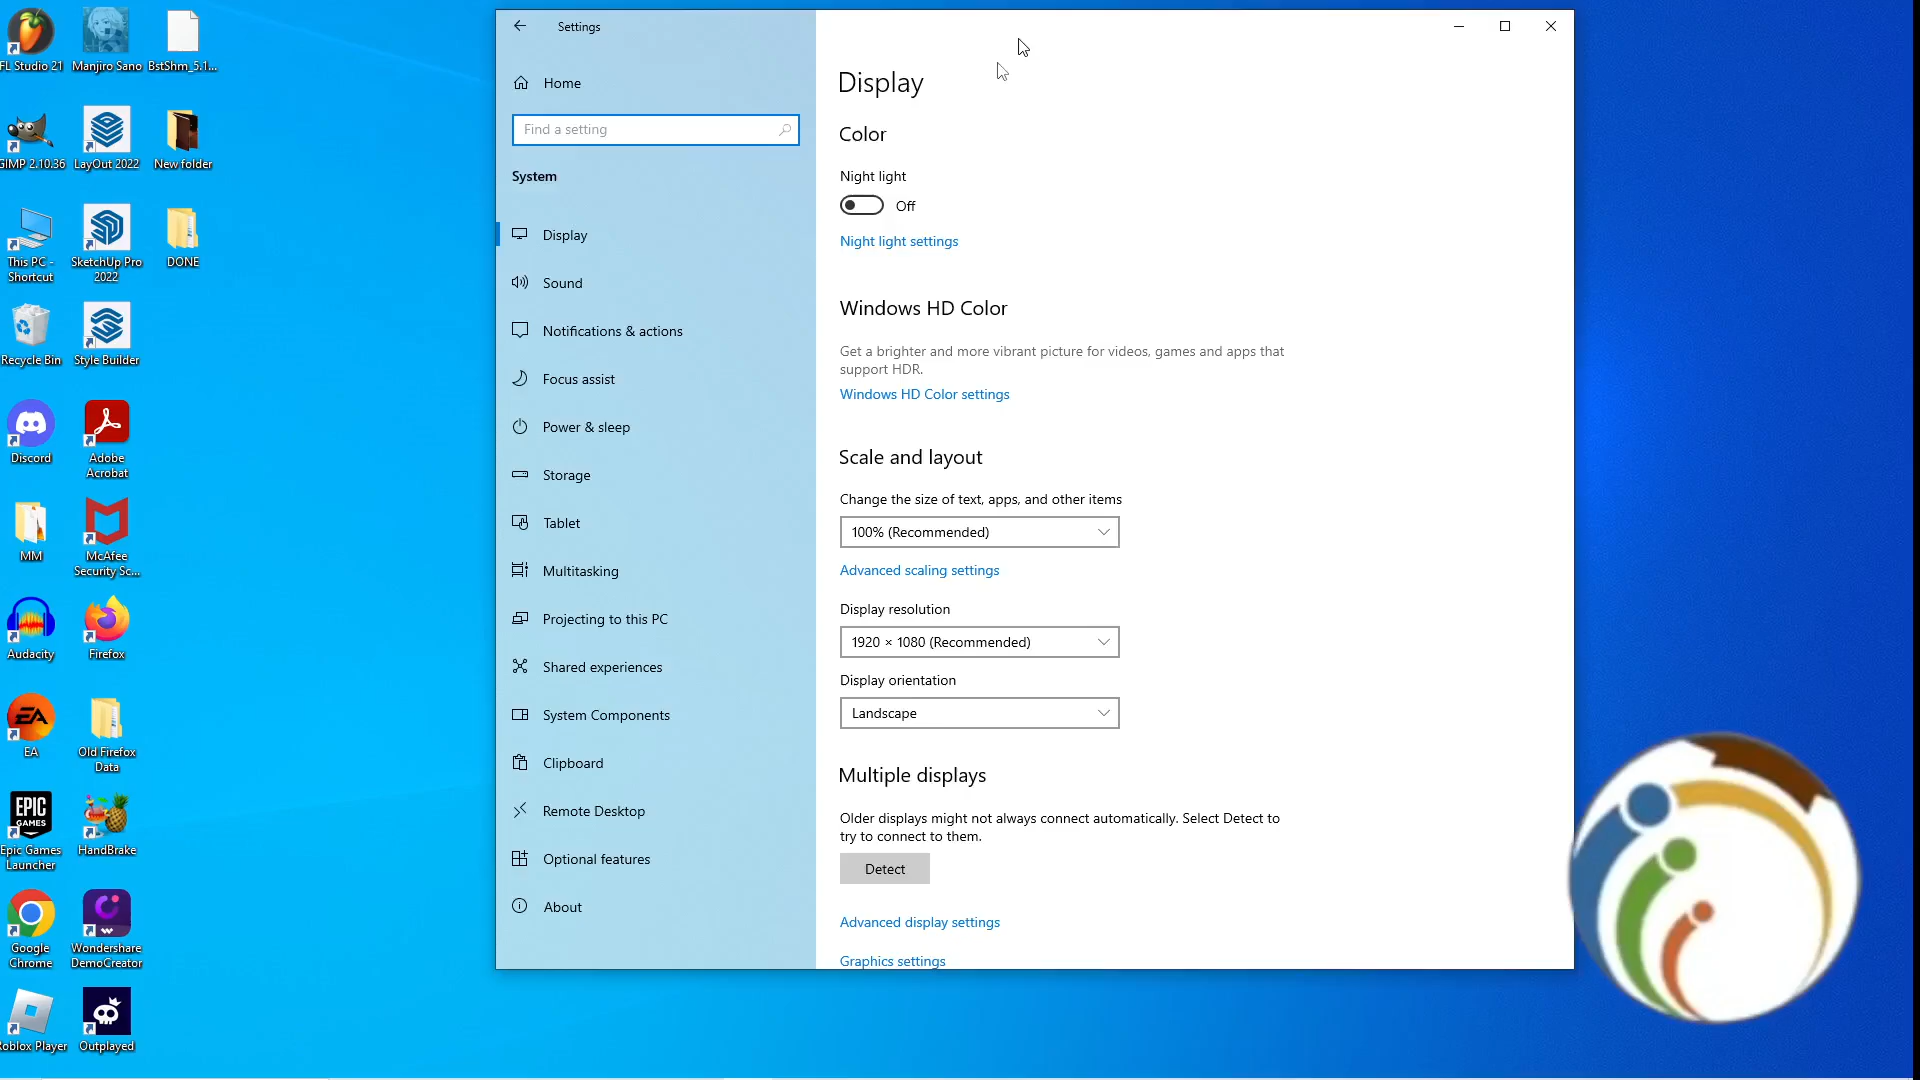 FL Studio 21
Manjiro Sano
BstShm_5.1...
GIMP 2.10.36
LayOut 2022
New folder
This PC -
Shortcut
SketchUp Pro
2022
DONE
Recycle Bin
Style Builder
Discord
Adobe
Acrobat
MM
McAfee
Security Sc...
Audacity
Firefox
EA
EA
Old Firefox
Data
EPIC
GAMES
Epic Games
Launcher
HandBrake
Google
Chrome
Wondershare
DemoCreator
Roblox Player
Outplayed
Settings
Home
Find a setting
System
Display
Sound
Notifications & actions
Focus assist
Power & sleep
Storage
Tablet
Multitasking
Projecting to this PC
Shared experiences
System Components
Clipboard
Remote Desktop
Optional features
About
Display
Color
Night light
Off
Night light settings
Windows HD Color
Get a brighter and more vibrant picture for videos, games and apps that
support HDR.
Windows HD Color settings
Scale and layout
Change the size of text, apps, and other items
100% (Recommended)
Advanced scaling settings
Display resolution
1920 × 1080 (Recommended)
Display orientation
Landscape
Multiple displays
Older displays might not always connect automatically. Select Detect to
try to connect to them.
Detect
Advanced display settings
Graphics settings